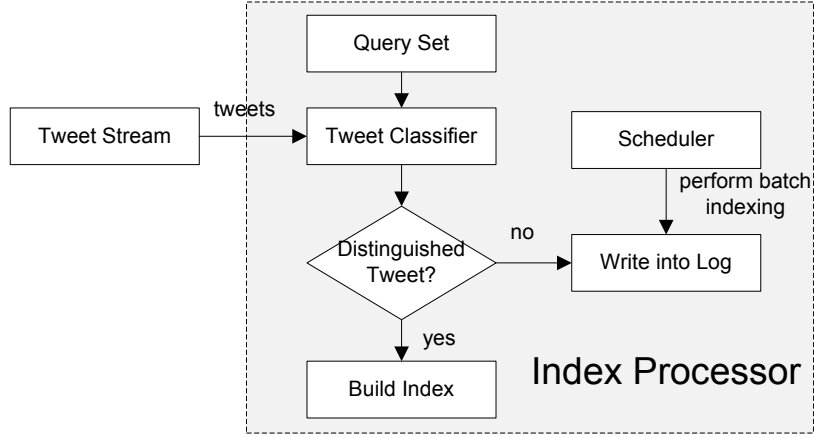 Query Set
tweets
Tweet Stream
Tweet Classifier
Scheduler
perform batch
indexing
no
Distinguished
Tweet?
Write into Log
yes
Build Index
Index Processor